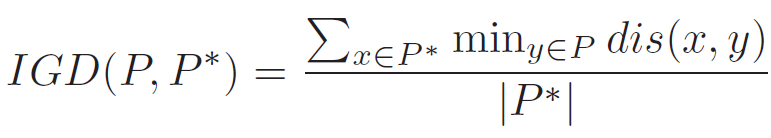 IGD(P, P*) = \frac{\sum_{x \in P*} \min_{y \in P} dis(x, y)}{|P*|}